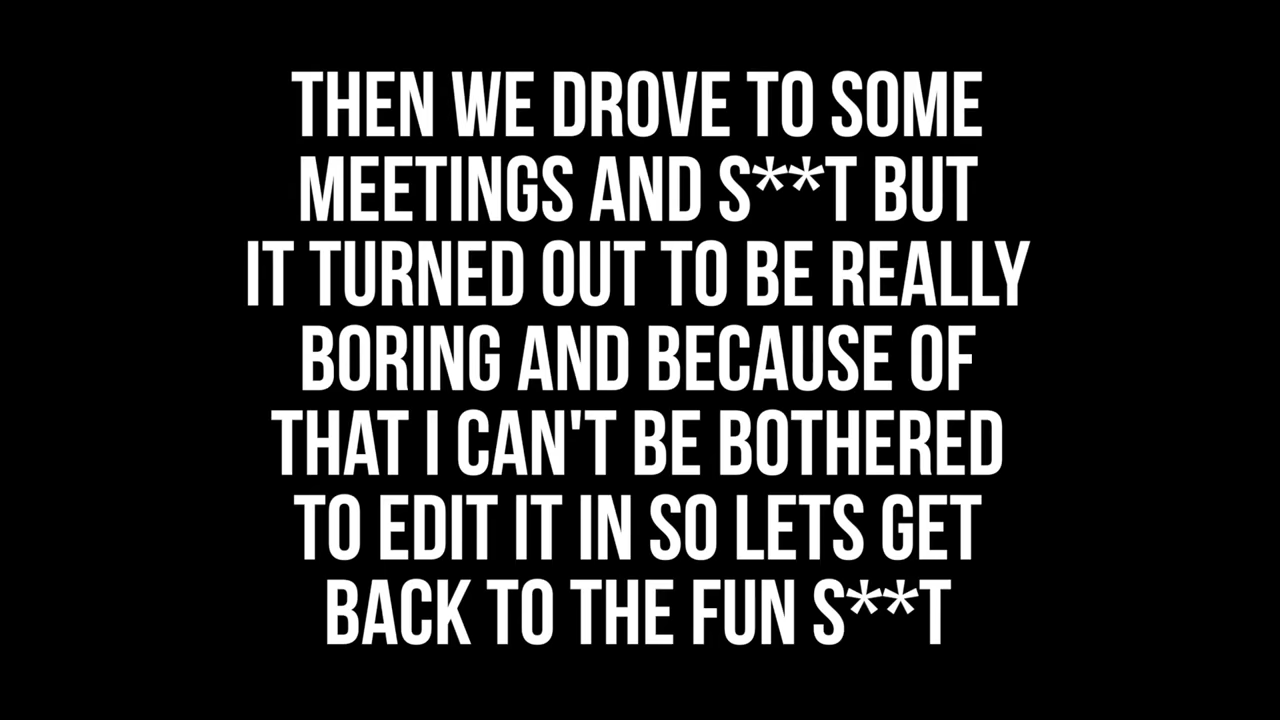 THEN WE DROVE TO SOME
MEETINGS AND S**T BUT
IT TURNED OUT TO BE REALLY
BORING AND BECAUSE OF
THAT I CAN'T BE BOTHERED
TO EDIT IT IN SO LETS GET
BACK TO THE FUN S**T